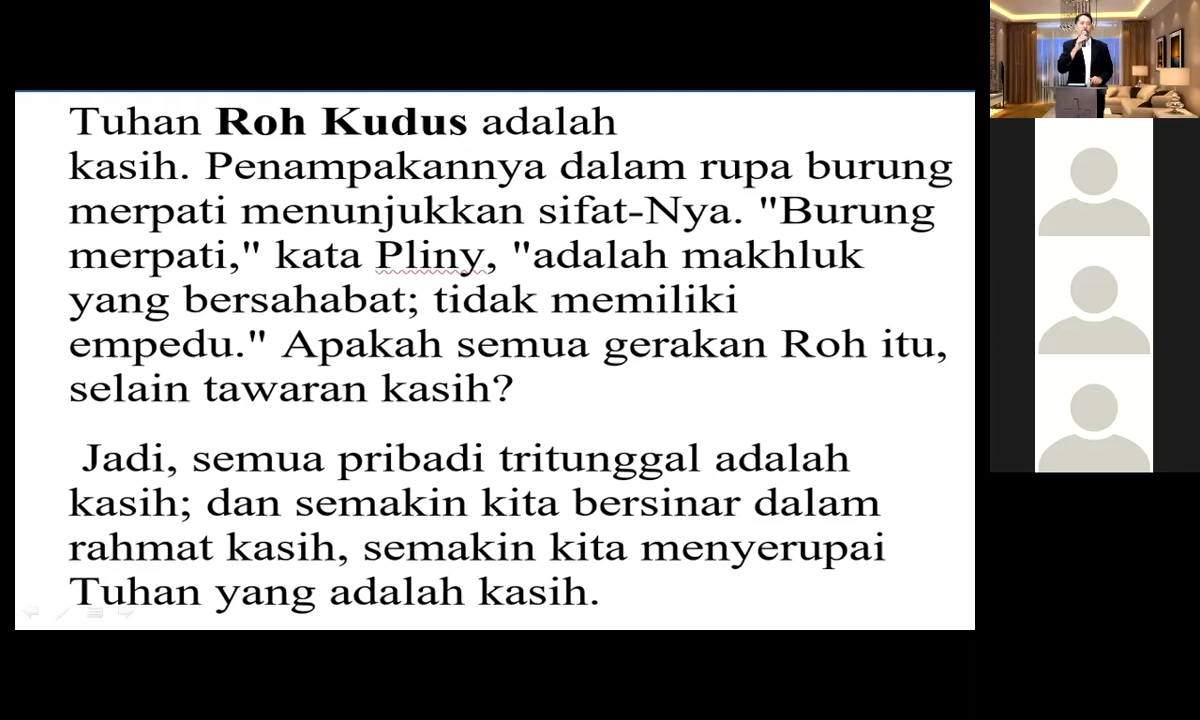 Tuhan Roh Kudus adalah
kasih. Penampakannya dalam rupa burung
merpati menunjukkan sifat-Nya. "Burung
merpati," kata Pliny, "adalah makhluk
yang bersahabat; tidak memiliki
empedu." Apakah semua gerakan Roh itu,
selain tawaran kasih?
Jadi, semua pribadi tritunggal adalah
kasih; dan semakin kita bersinar dalam
rahmat kasih, semakin kita menyerupai
Tuhan yang adalah kasih.